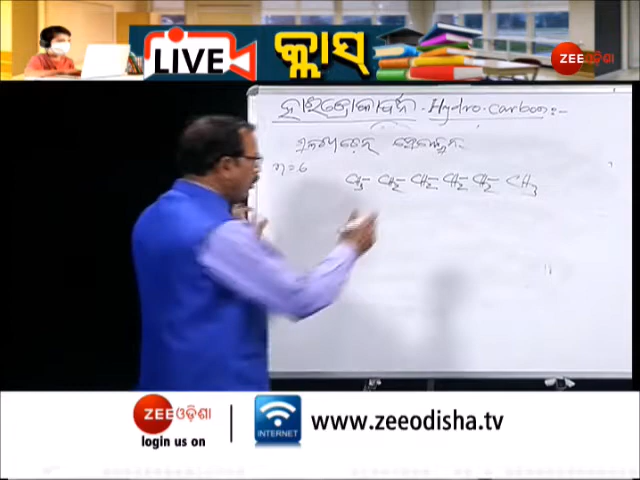 LIVE କ୍ଲାସ୍ ZEE ଓଡ଼ିଶା
ହାଇଡ୍ରୋକାର୍ବନ - Hydro-carbon :-
n = 6
CH3 - CH2 - CH2 - CH2 - CH2 - CH3
ZEE ଓଡ଼ିଶା
login us on
INTERNET
www.zeeodisha.tv